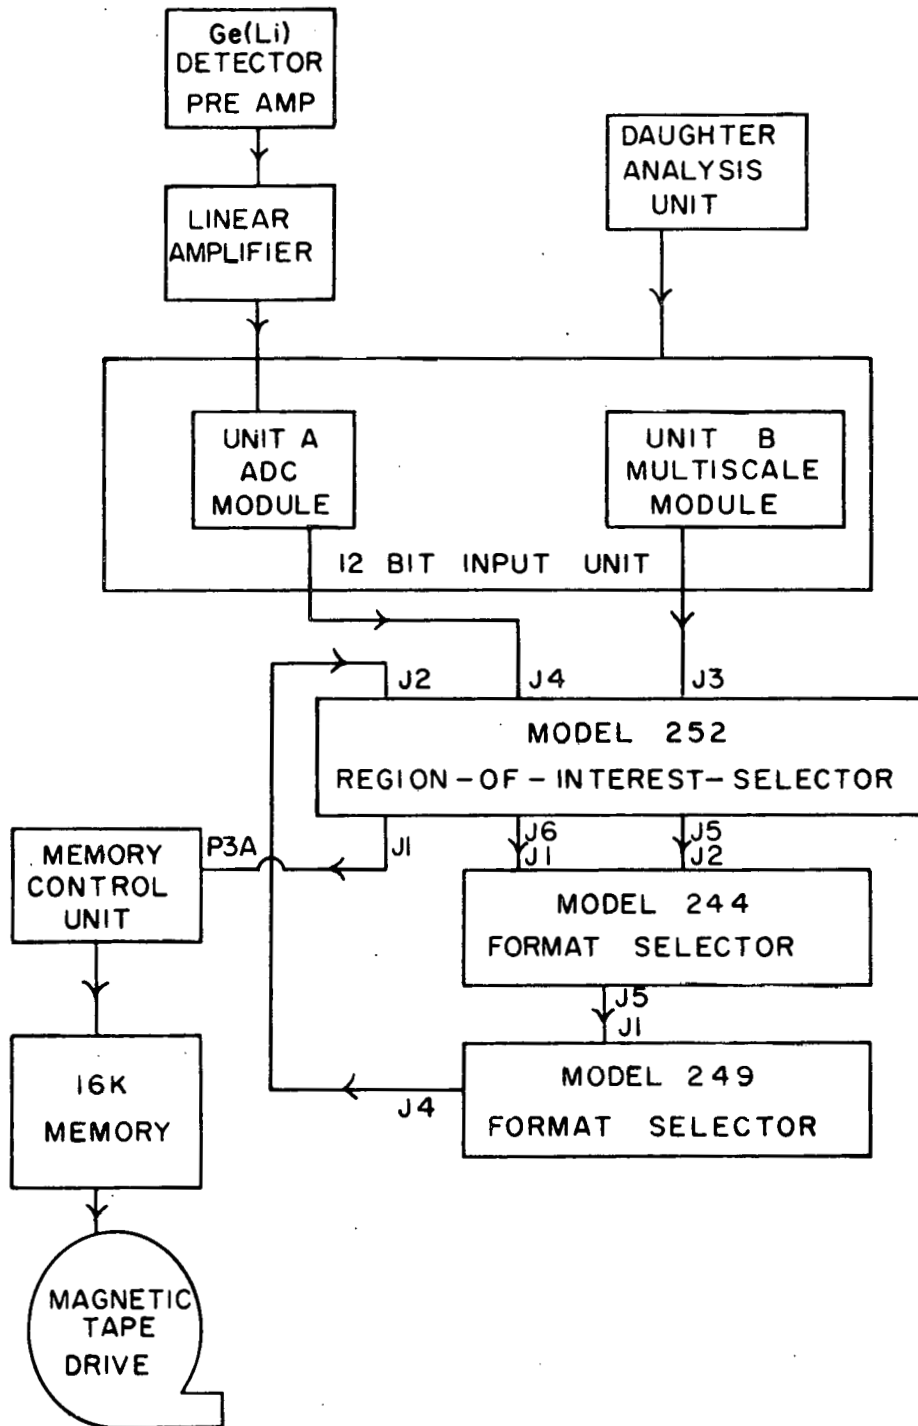 Ge(Li)
DETECTOR
PRE AMP
LINEAR
AMPLIFIER
DAUGHTER
ANALYSIS
UNIT
UNIT A
ADC
MODULE
UNIT B
MULTISCALE
MODULE
12 BIT INPUT UNIT
J2
J4
J3
MODEL 252
REGION-OF-INTEREST-SELECTOR
P3A
J1
J6
J5
J1
J2
MEMORY
CONTROL
UNIT
MODEL 244
FORMAT SELECTOR
J5
J1
16K
MEMORY
MODEL 249
FORMAT SELECTOR
J4
MAGNETIC
TAPE
DRIVE